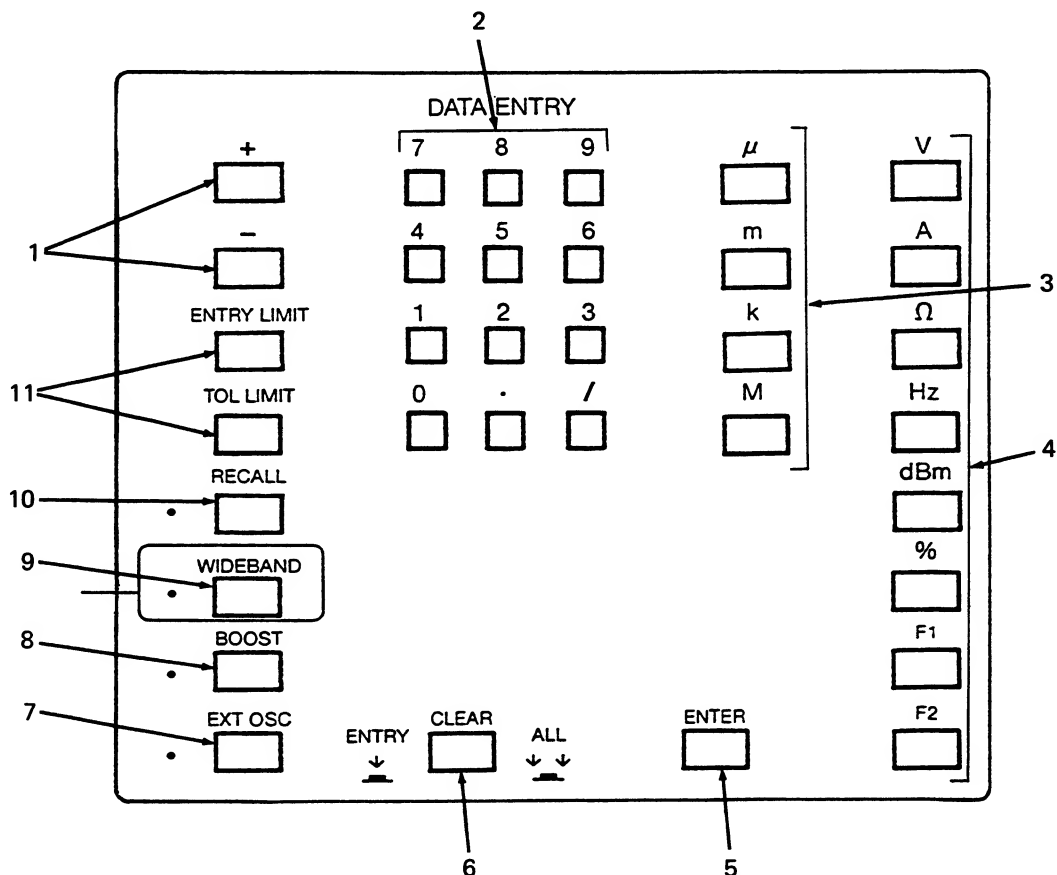 2
DATA ENTRY
+ 7 8 9 μ V
1 − 4 5 6 m A 3
ENTRY LIMIT 1 2 3 k Ω
11 TOL LIMIT 0 . / M Hz
4
10 RECALL dBm
9 WIDEBAND %
8 BOOST F1
7 EXT OSC ENTRY CLEAR ALL ENTER F2
6 5